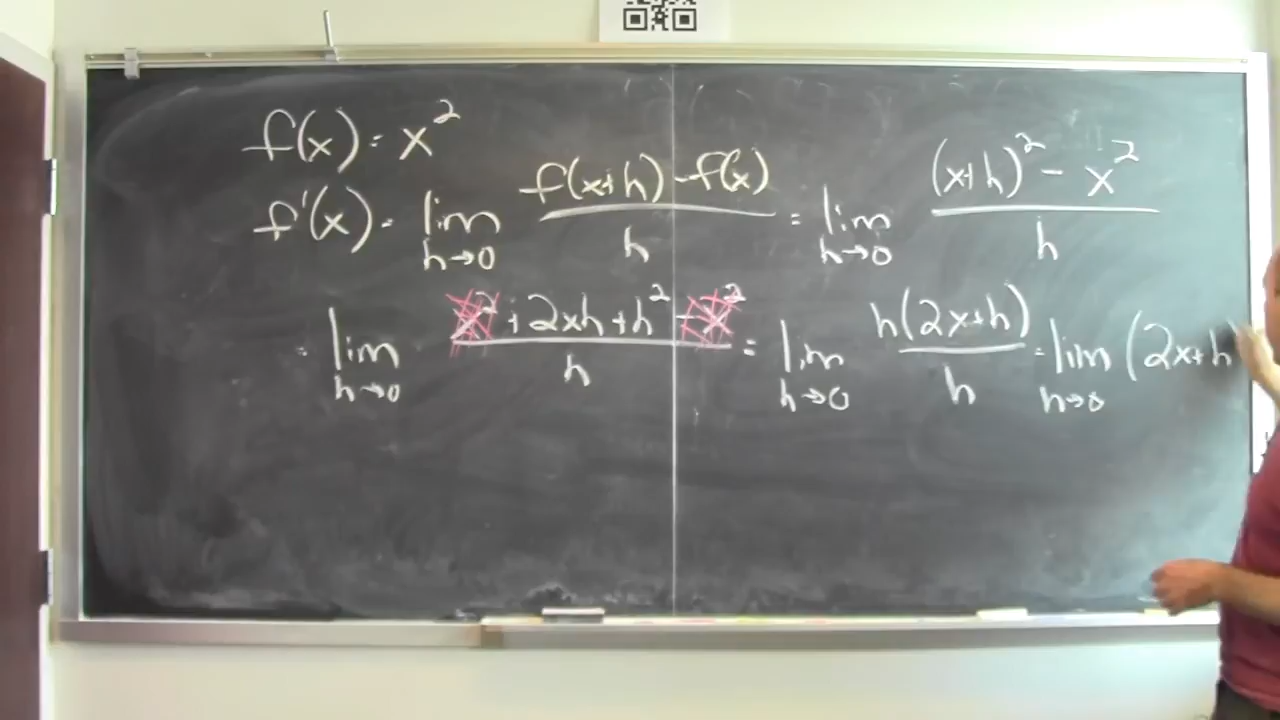 f(x) = x²
f'(x) = lim h→0 (f(x+h) - f(x))/h = lim h→0 ((x+h)² - x²)/h
= lim h→0 (x² + 2xh + h² - x²)/h = lim h→0 h(2x+h)/h = lim h→0 (2x+h)